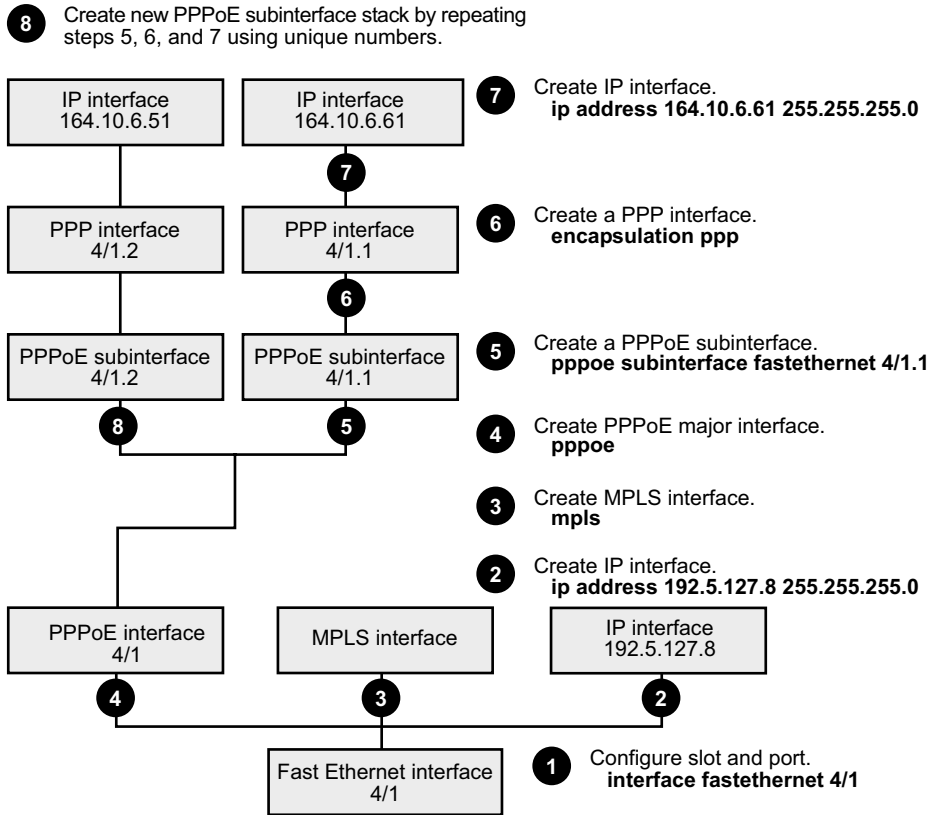 8
Create new PPPoE subinterface stack by repeating
steps 5, 6, and 7 using unique numbers.
IP interface
164.10.6.51
IP interface
164.10.6.61
7
Create IP interface.
ip address 164.10.6.61 255.255.255.0
7
PPP interface
4/1.2
PPP interface
4/1.1
6
Create a PPP interface.
encapsulation ppp
6
PPPoE subinterface
4/1.2
PPPoE subinterface
4/1.1
5
Create a PPPoE subinterface.
pppoe subinterface fastethernet 4/1.1
8
5
4
Create PPPoE major interface.
pppoe
3
Create MPLS interface.
mpls
2
Create IP interface.
ip address 192.5.127.8 255.255.255.0
PPPoE interface
4/1
MPLS interface
IP interface
192.5.127.8
4
3
2
Fast Ethernet interface
4/1
1
Configure slot and port.
interface fastethernet 4/1